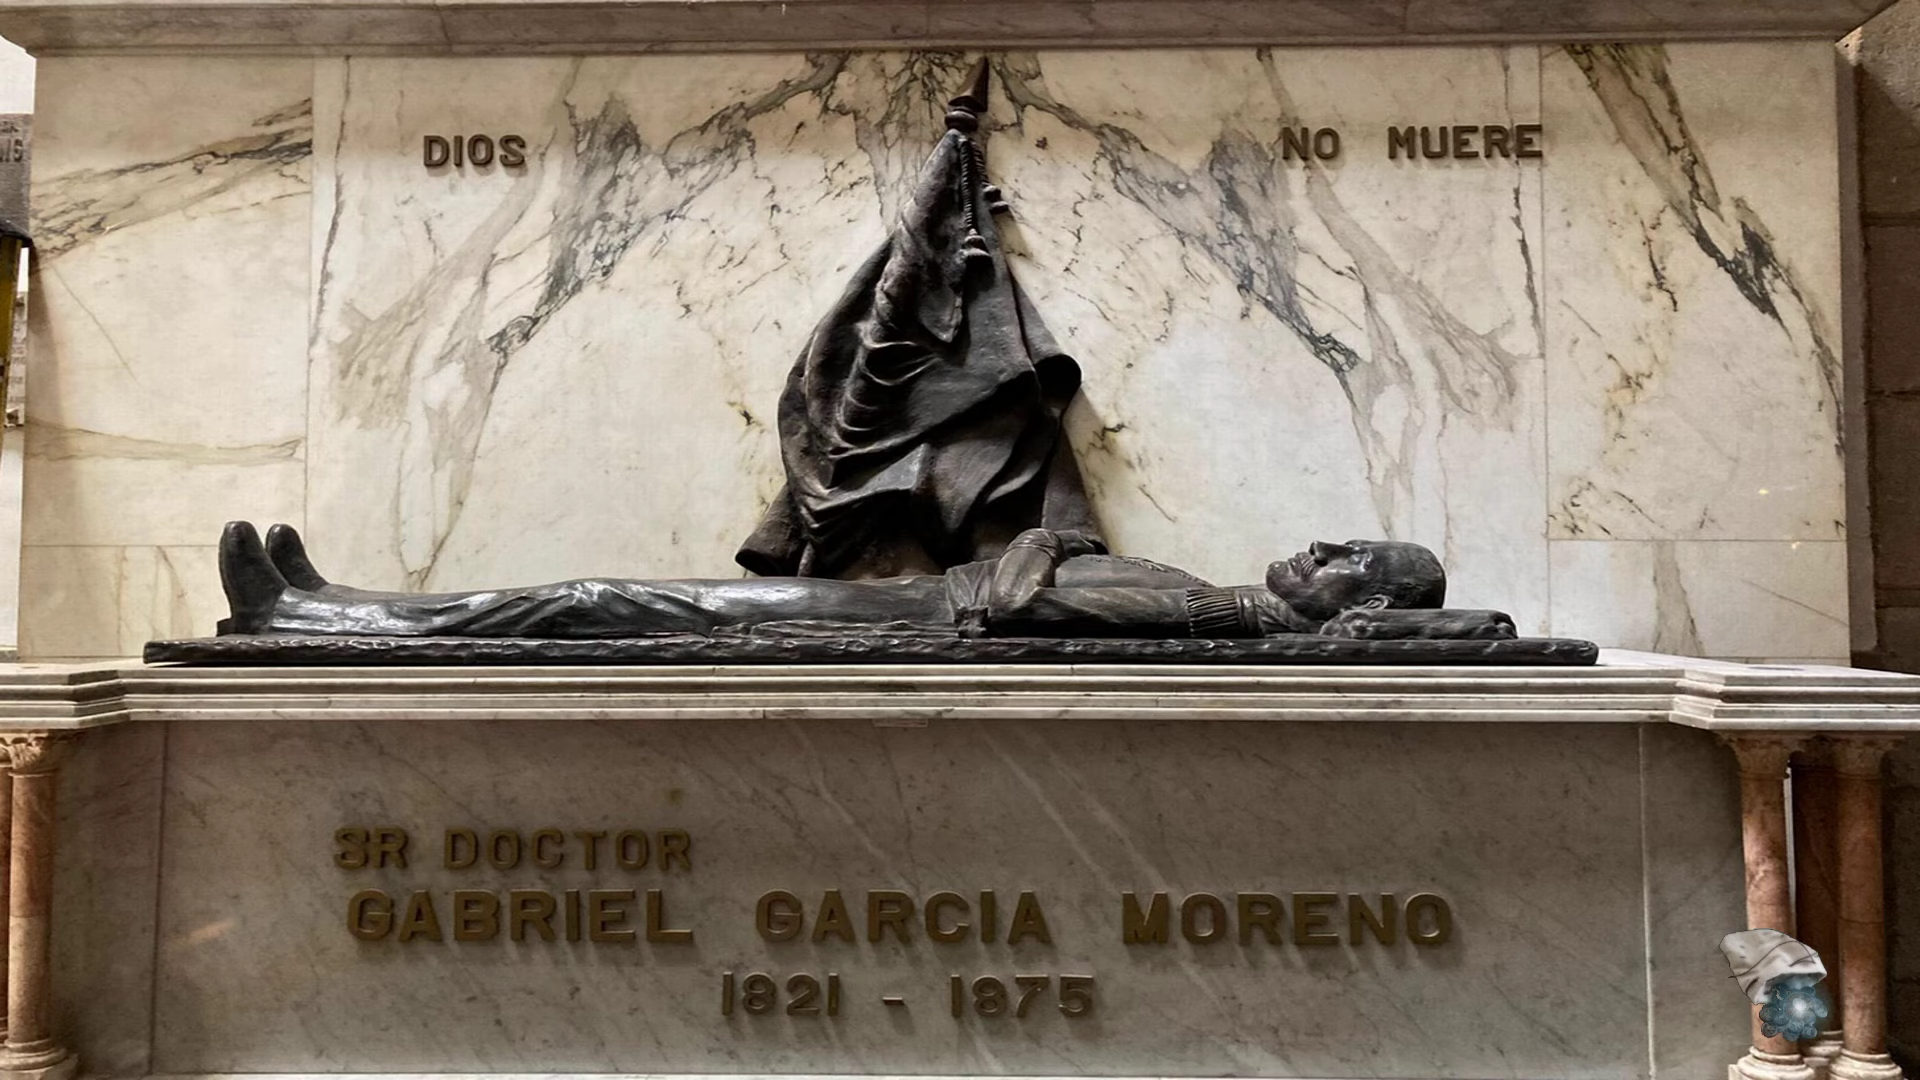 DIOS NO MUERE
SR DOCTOR
GABRIEL GARCIA MORENO
1821 - 1875